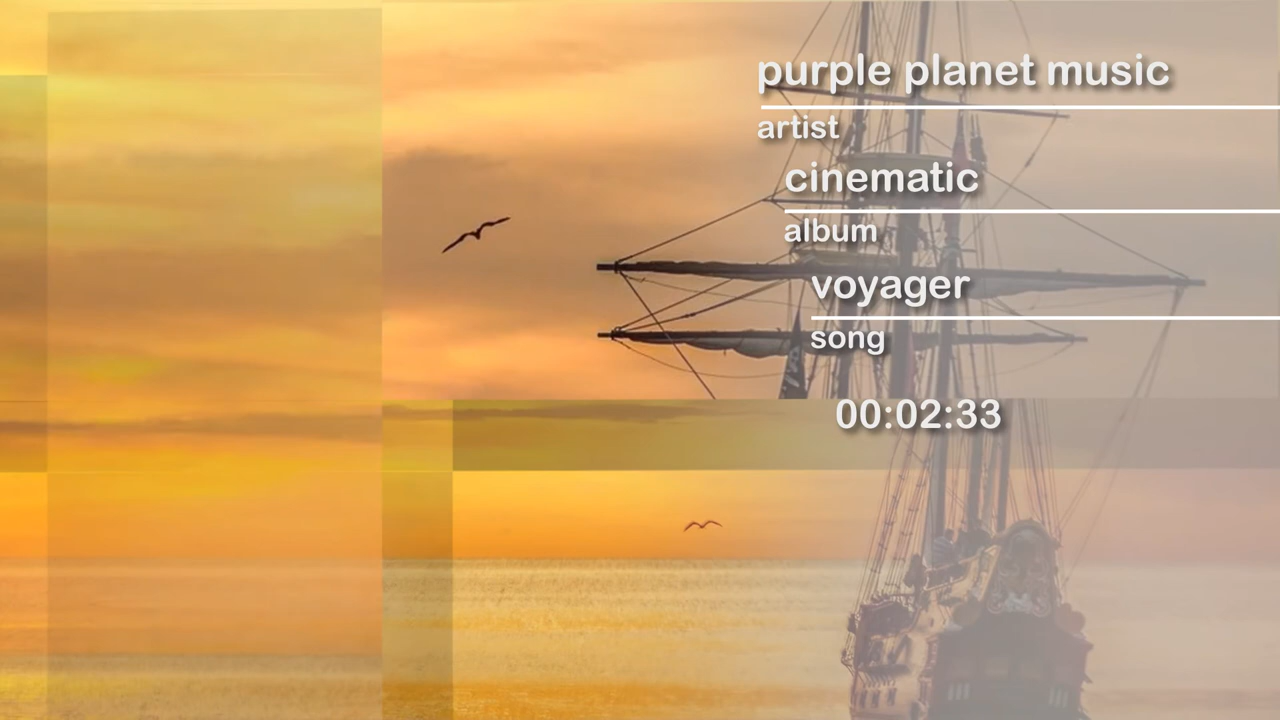 purple planet music
artist
cinematic
album
voyager
song
00:02:33